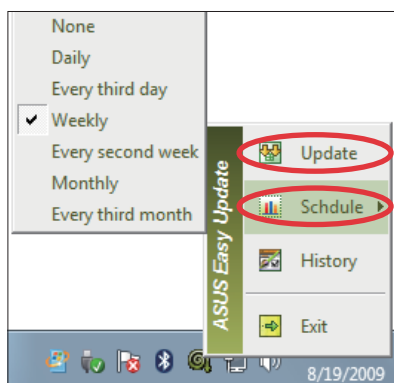 None
Daily
Every third day
Weekly
Every second week
Monthly
Every third month
ASUS Easy Update
Update
Schdule
History
Exit
8/19/2009